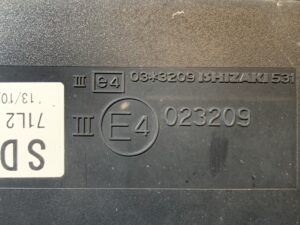 III e4 03*3209 ISHIZAKI 531
III E4 023209
71L2
'13/10
SD